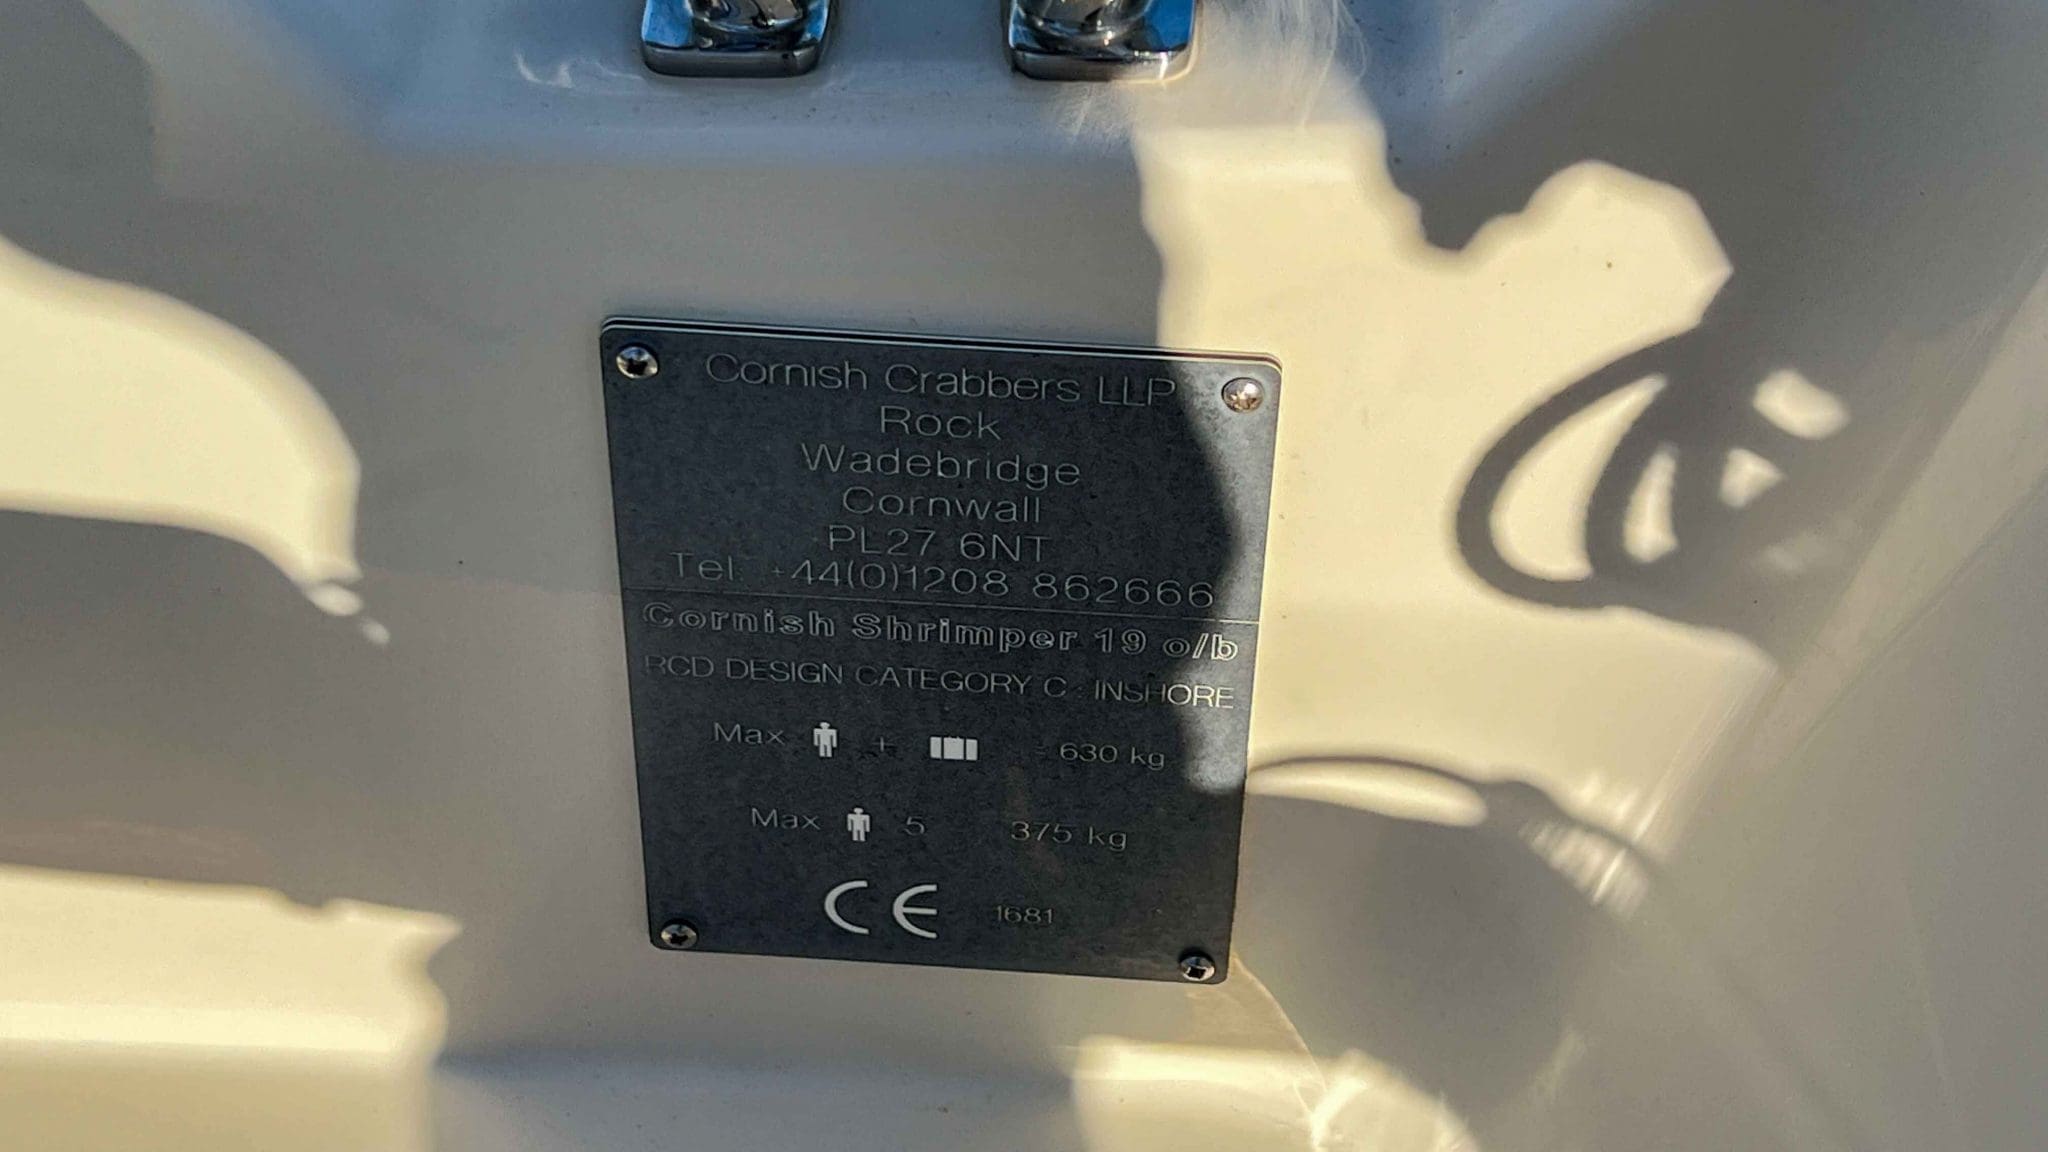 Cornish Crabbers LLP
Rock
Wadebridge
Cornwall
PL27 6NT
Tel: +44(0)1208 862666
Cornish Shrimper 19 o/b
RCD DESIGN CATEGORY C : INSHORE
Max + = 630 kg
Max 5 375 kg
CE 1681